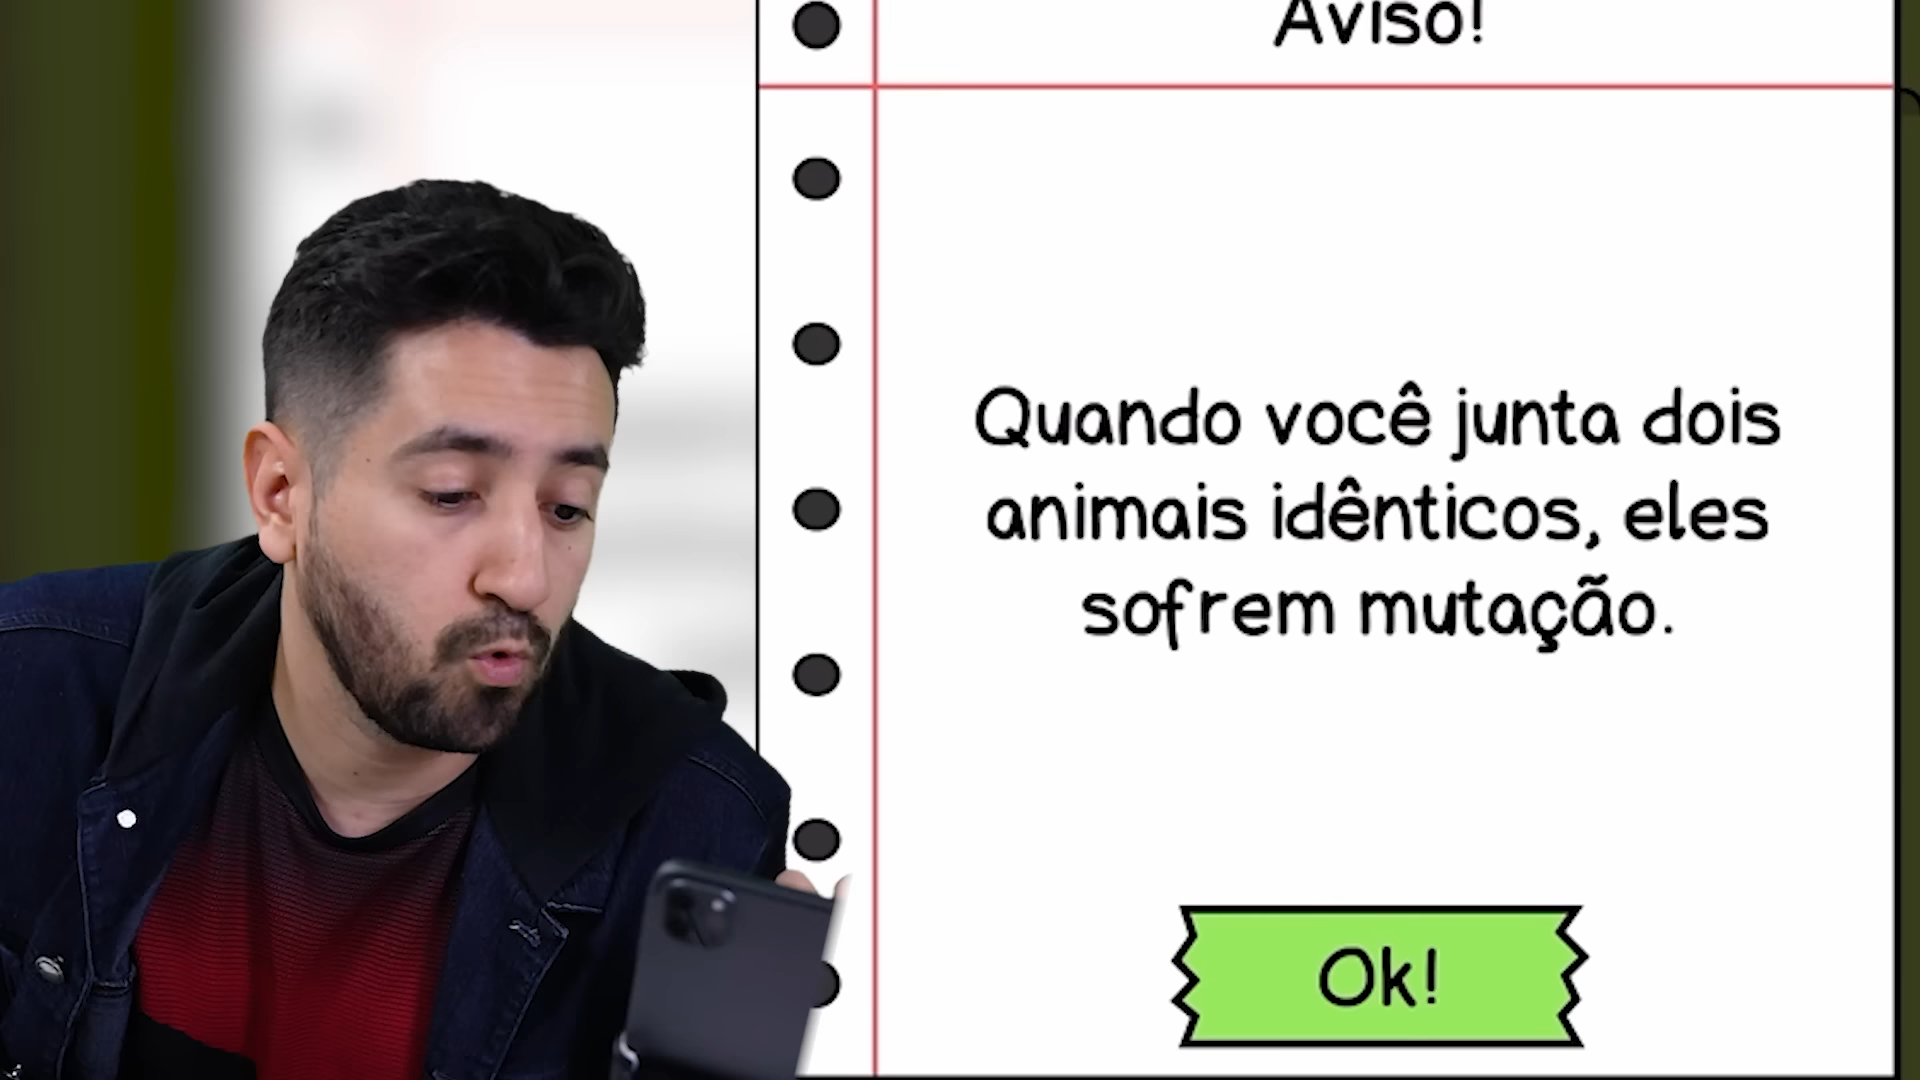 Aviso!
Quando você junta dois
animais idênticos, eles
sofrem mutação.
Ok!